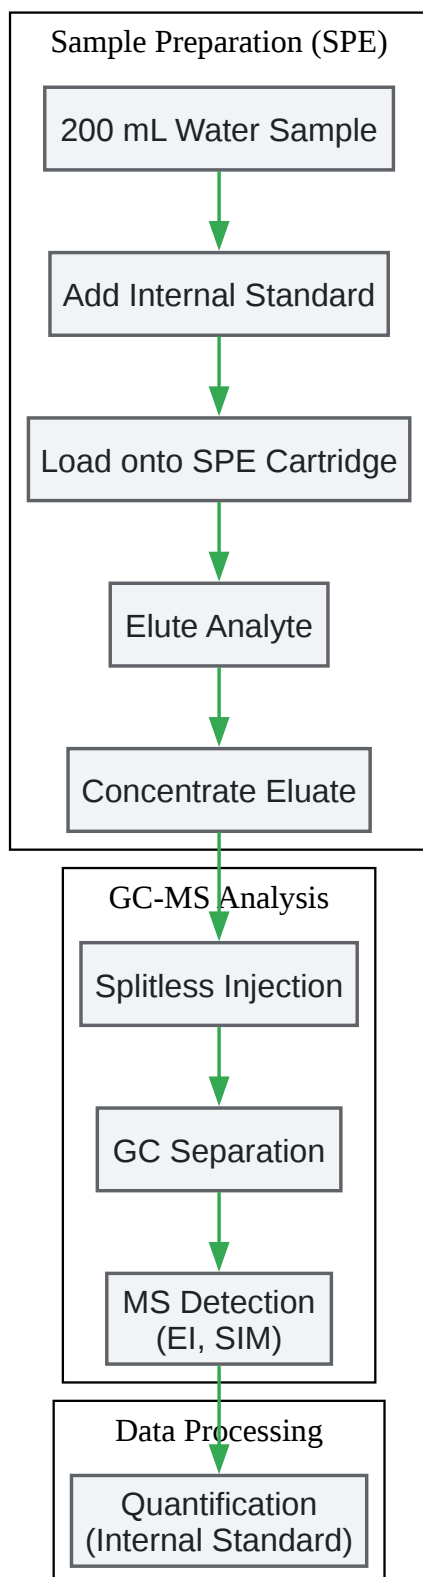 Sample Preparation (SPE)
200 mL Water Sample
Add Internal Standard
Load onto SPE Cartridge
Elute Analyte
Concentrate Eluate
GC-MS Analysis
Splitless Injection
GC Separation
MS Detection
(EI, SIM)
Data Processing
Quantification
(Internal Standard)